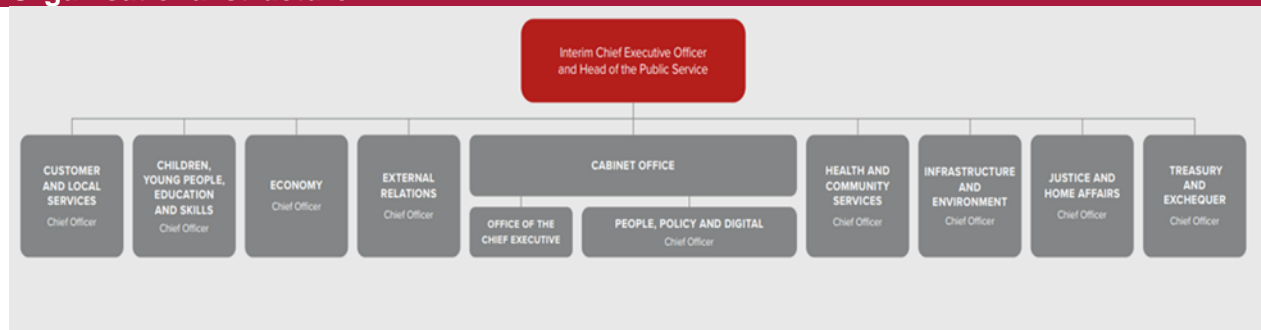 Interim Chief Executive Officer
and Head of the Public Service
CUSTOMER
AND LOCAL
SERVICES
Chief Officer
CHILDREN,
YOUNG PEOPLE,
EDUCATION
AND SKILLS
Chief Officer
ECONOMY
Chief Officer
EXTERNAL
RELATIONS
Chief Officer
CABINET OFFICE
OFFICE OF THE
CHIEF EXECUTIVE
PEOPLE, POLICY AND DIGITAL
Chief Officer
HEALTH AND
COMMUNITY
SERVICES
Chief Officer
INFRASTRUCTURE
AND
ENVIRONMENT
Chief Officer
JUSTICE AND
HOME AFFAIRS
Chief Officer
TREASURY
AND
EXCHEQUER
Chief Officer